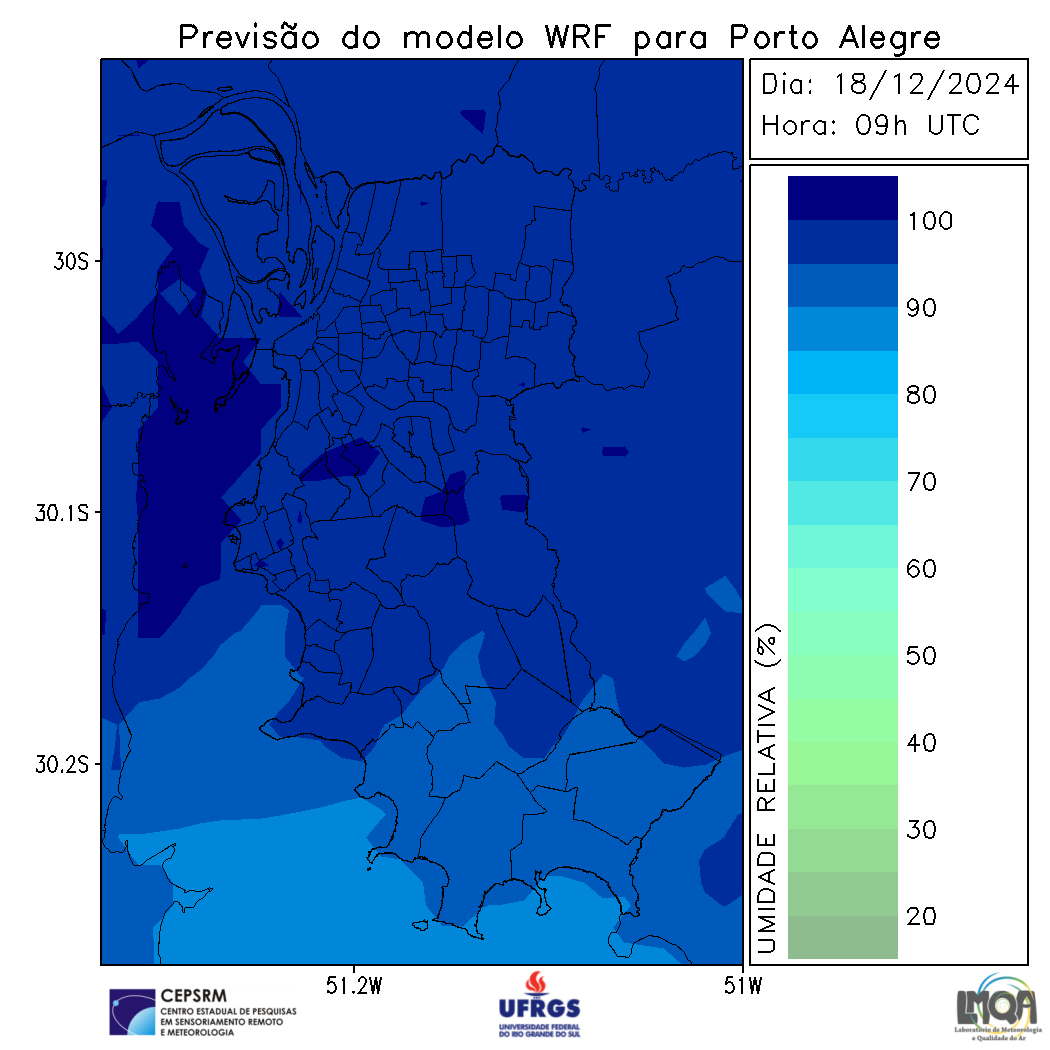 Previsão do modelo WRF para Porto Alegre
Dia: 18/12/2024
Hora: 09h UTC
30S
30.1S
30.2S
51.2W
51W
100
90
80
70
60
50
40
30
20
UMIDADE RELATIVA (%)
CEPSRM
CENTRO ESTADUAL DE PESQUISAS
EM SENSORIAMENTO REMOTO
E METEOROLOGIA
UFRGS
UNIVERSIDADE FEDERAL
DO RIO GRANDE DO SUL
LMQA
Laboratório de Meteorologia
e Qualidade do Ar